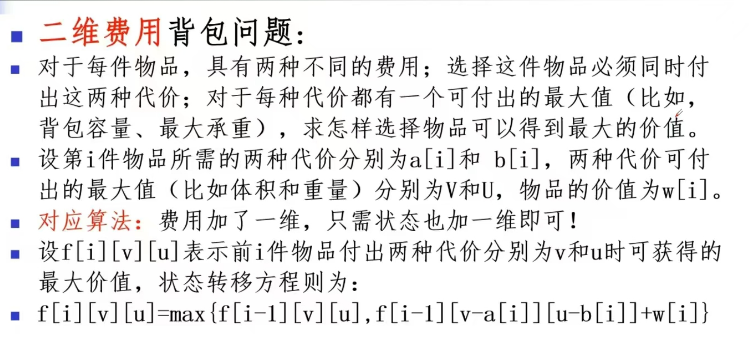 二维费用背包问题：
对于每件物品，具有两种不同的费用；选择这件物品必须同时付
出这两种代价；对于每种代价都有一个可付出的最大值（比如，
背包容量、最大承重），求怎样选择物品可以得到最大的价值。
设第i件物品所需的两种代价分别为a[i]和 b[i]，两种代价可付
出的最大值（比如体积和重量）分别为V和U，物品的价值为w[i]。
对应算法：费用加了一维，只需状态也加一维即可！
设f[i][v][u]表示前i件物品付出两种代价分别为v和u时可获得的
最大价值，状态转移方程则为：
f[i][v][u]=max{f[i-1][v][u],f[i-1][v-a[i]][u-b[i]]+w[i]}